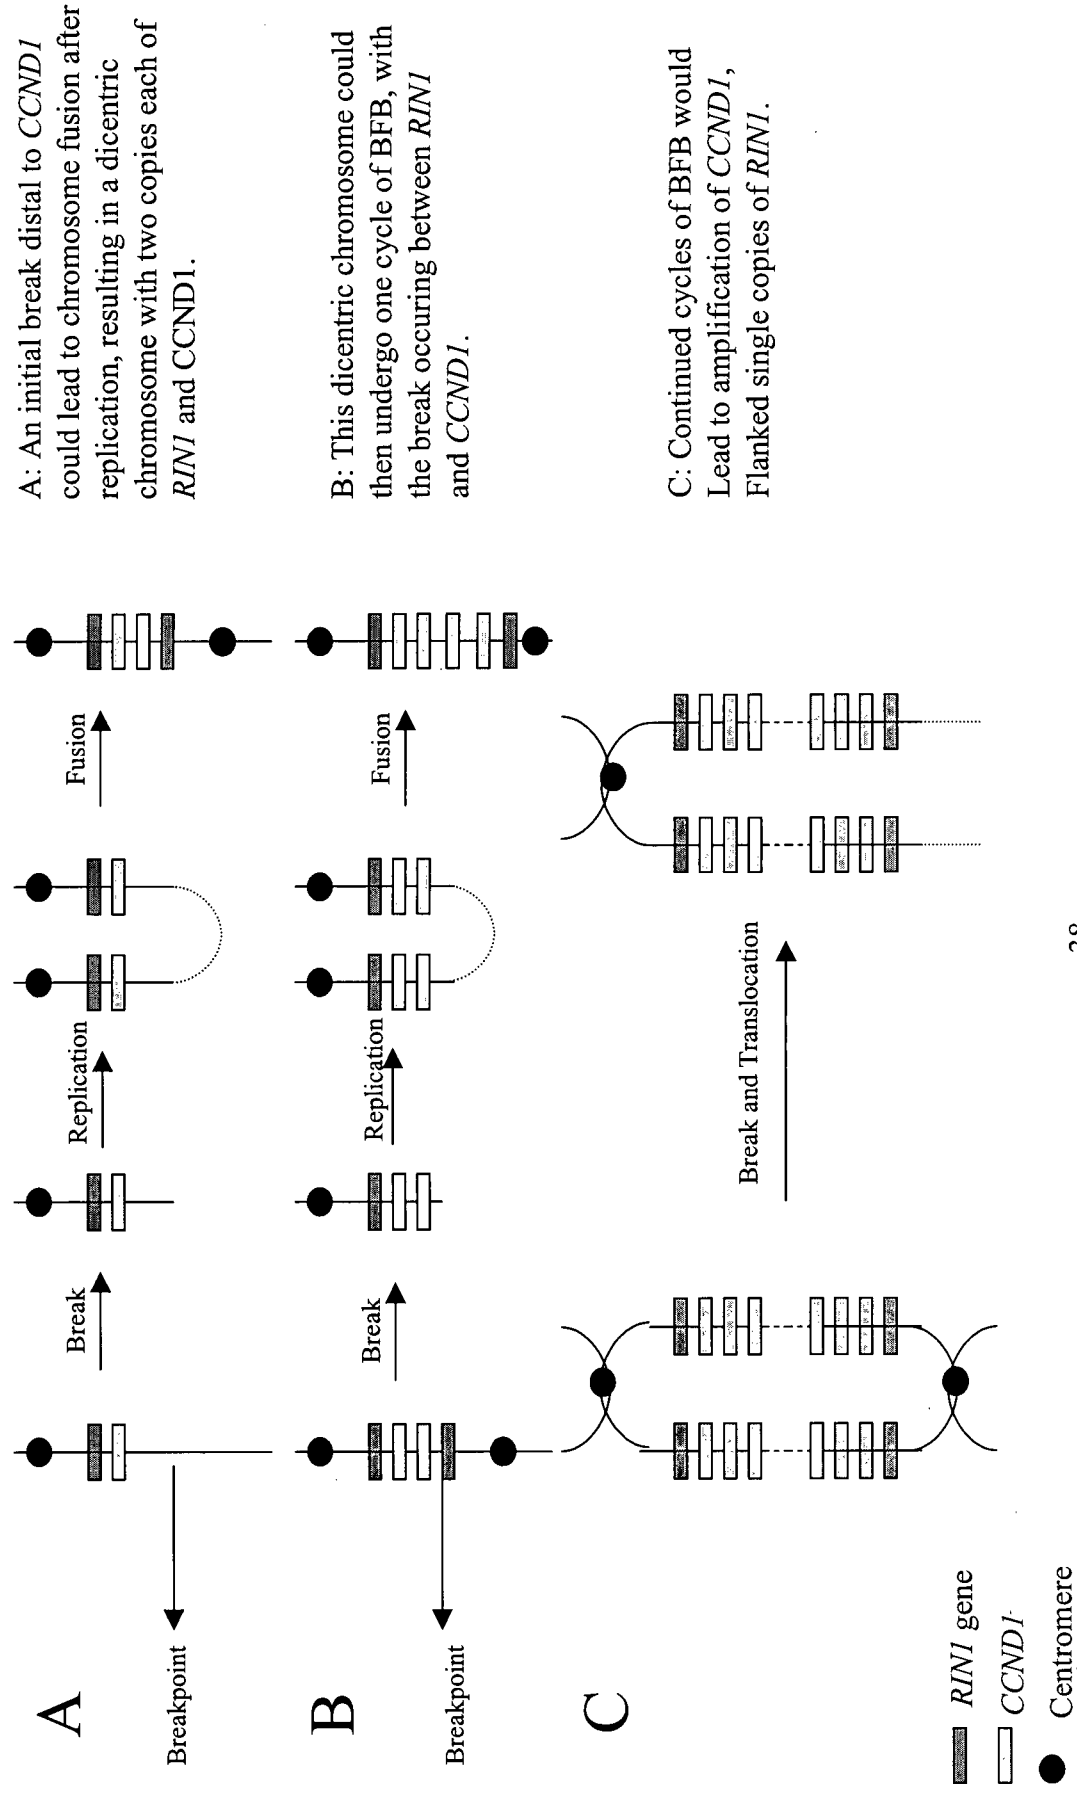 A
Breakpoint
Break
Replication
Fusion
A: An initial break distal to CCND1
could lead to chromosome fusion after
replication, resulting in a dicentric
chromosome with two copies each of
RIN1 and CCND1.
B
Breakpoint
Break
Replication
Fusion
B: This dicentric chromosome could
then undergo one cycle of BFB, with
the break occuring between RIN1
and CCND1.
C
Break and Translocation
C: Continued cycles of BFB would
Lead to amplification of CCND1,
Flanked single copies of RIN1.
RIN1 gene
CCND1
Centromere